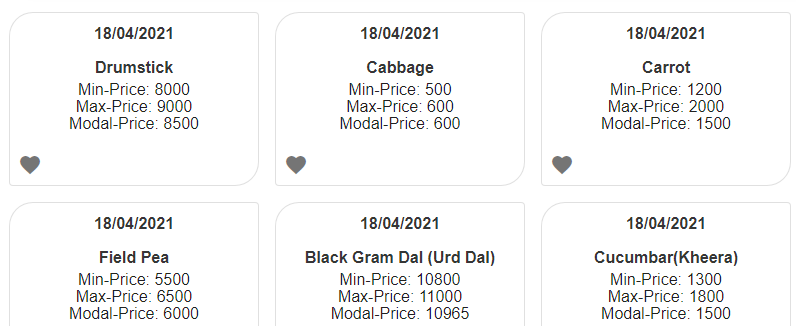 18/04/2021
Drumstick
Min-Price: 8000
Max-Price: 9000
Modal-Price: 8500
18/04/2021
Cabbage
Min-Price: 500
Max-Price: 600
Modal-Price: 600
18/04/2021
Carrot
Min-Price: 1200
Max-Price: 2000
Modal-Price: 1500
18/04/2021
Field Pea
Min-Price: 5500
Max-Price: 6500
Modal-Price: 6000
18/04/2021
Black Gram Dal (Urd Dal)
Min-Price: 10800
Max-Price: 11000
Modal-Price: 10965
18/04/2021
Cucumbar(Kheera)
Min-Price: 1300
Max-Price: 1800
Modal-Price: 1500